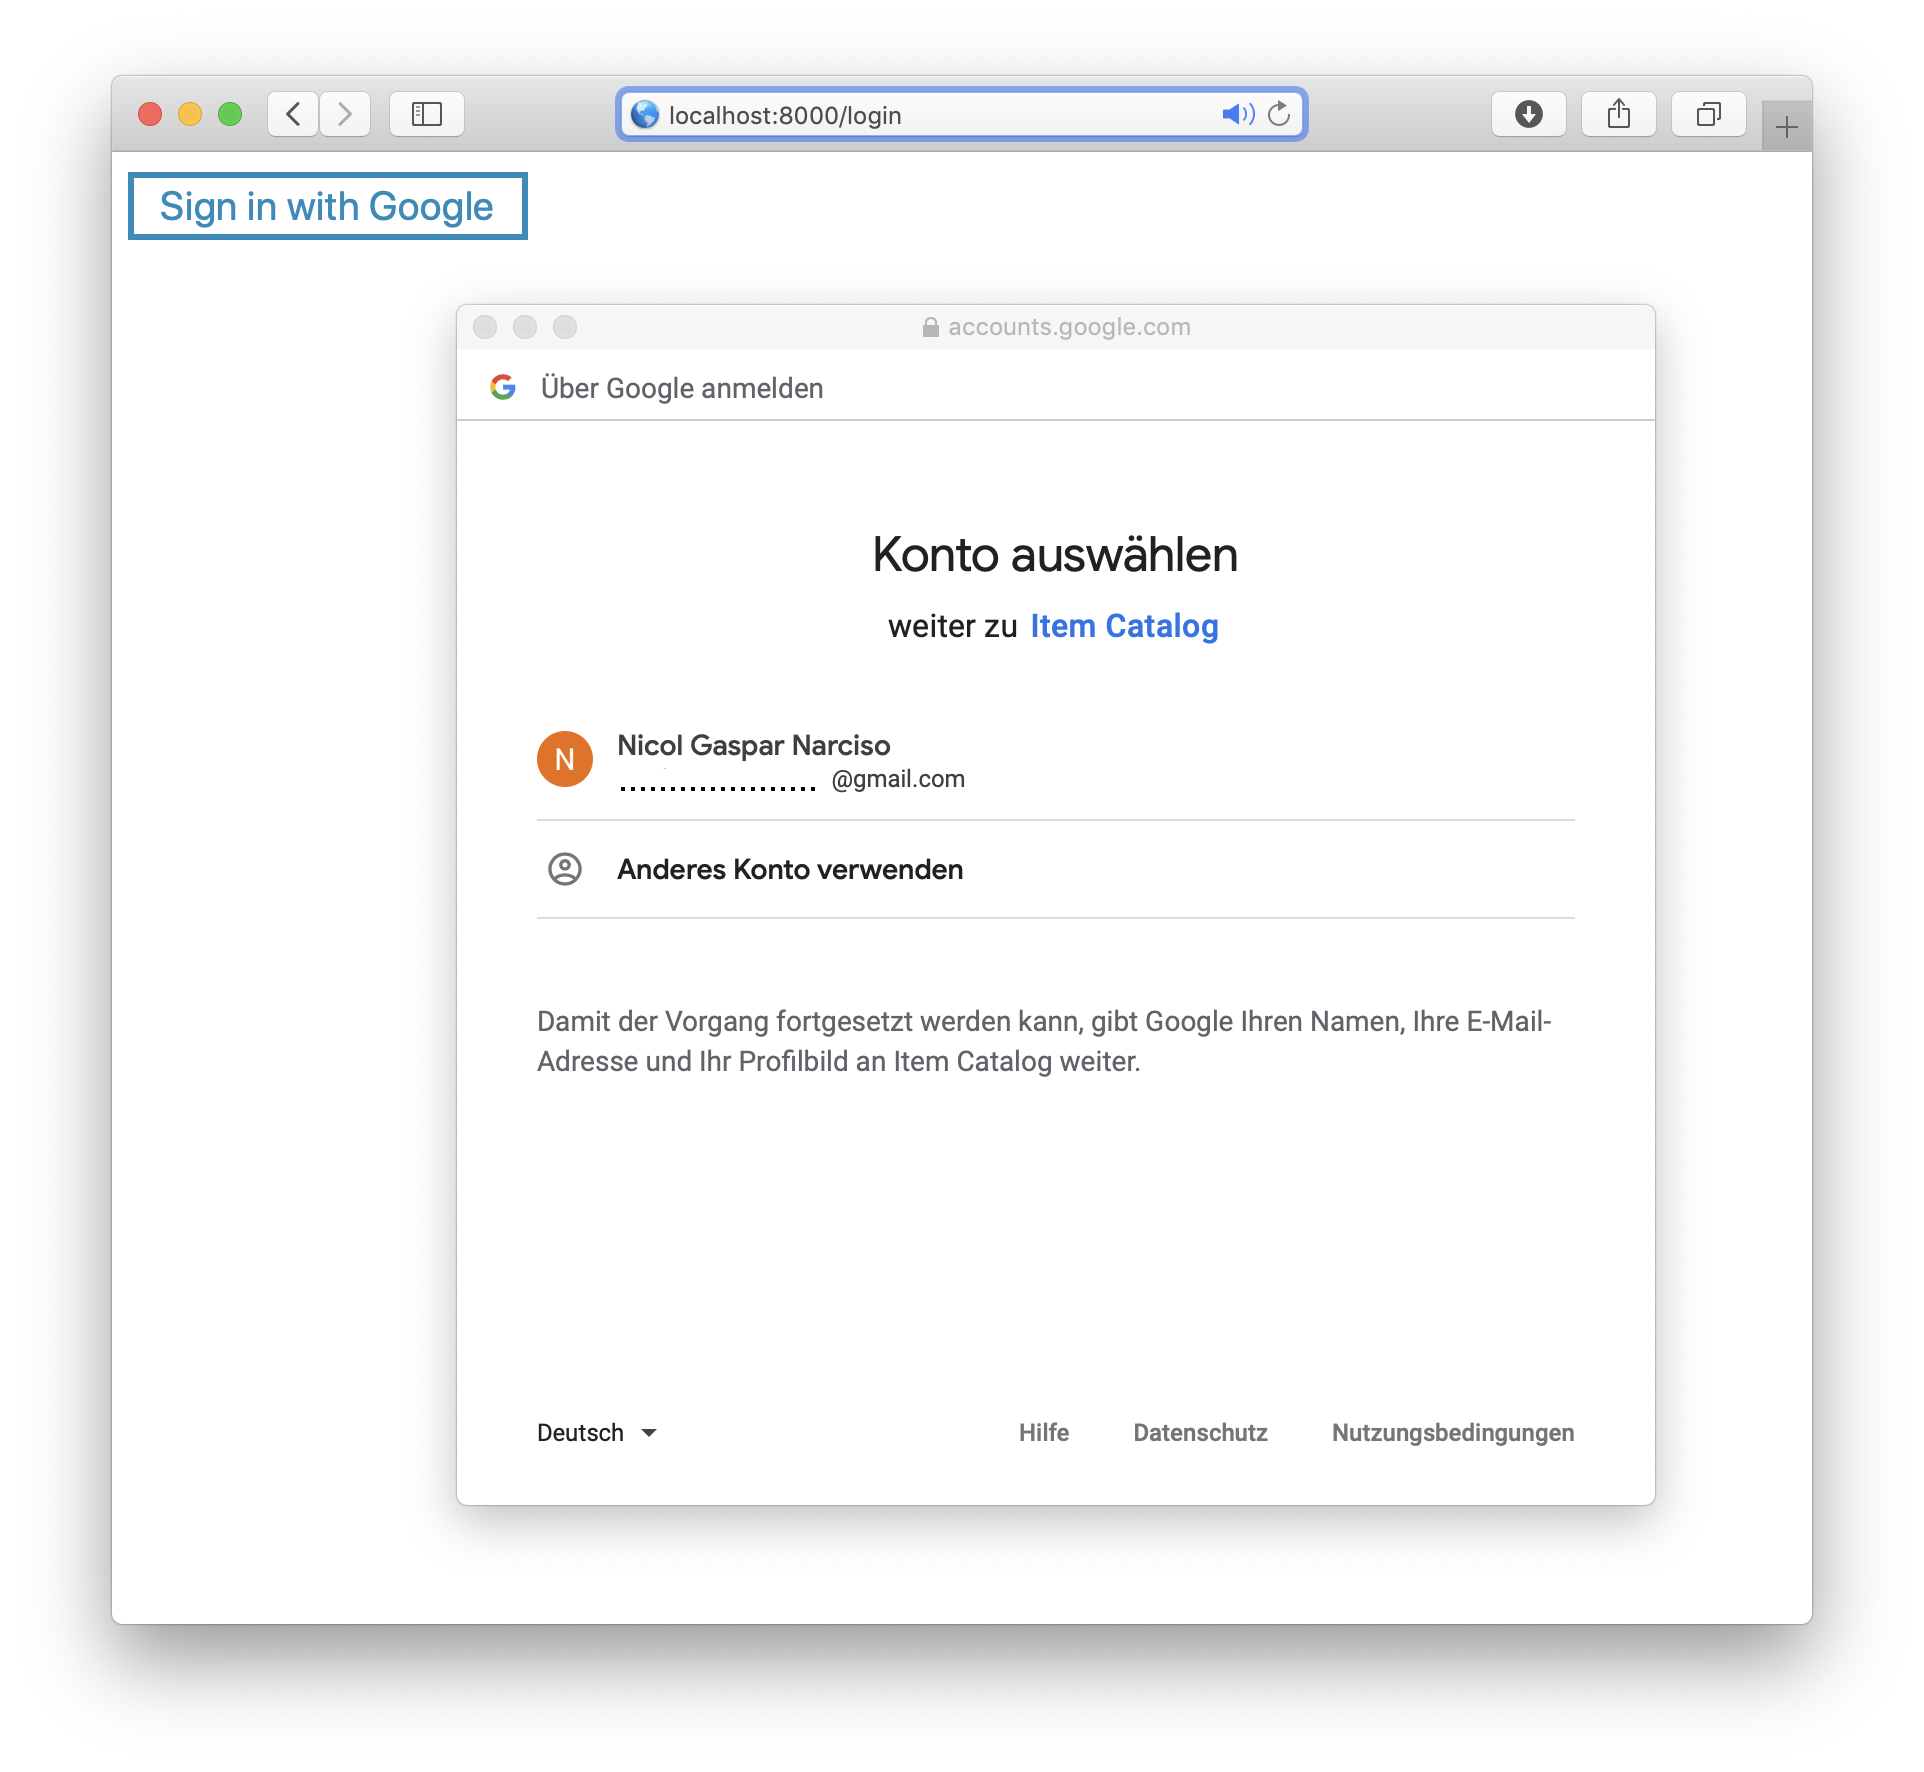 localhost:8000/login
Sign in with Google
accounts.google.com
Über Google anmelden
Konto auswählen
weiter zu Item Catalog
N
Nicol Gaspar Narciso
@gmail.com
Anderes Konto verwenden
Damit der Vorgang fortgesetzt werden kann, gibt Google Ihren Namen, Ihre E-Mail-
Adresse und Ihr Profilbild an Item Catalog weiter.
Deutsch Hilfe Datenschutz Nutzungsbedingungen